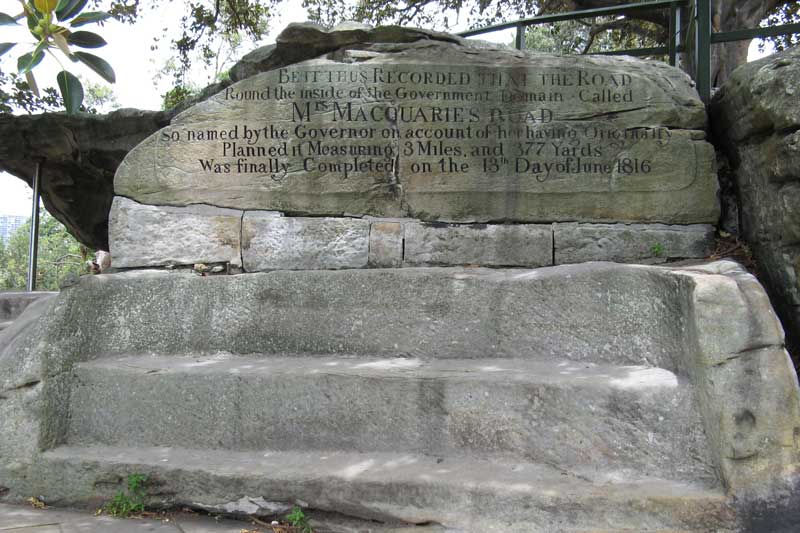 BE IT THUS RECORDED THAT THE ROAD
Round the inside of the Government Domain Called
Mrs MACQUARIE'S ROAD
So named by the Governor on account of her having Originally
Planned it Measuring 3 Miles, and 377 Yards
Was finally Completed on the 13th Day of June 1816